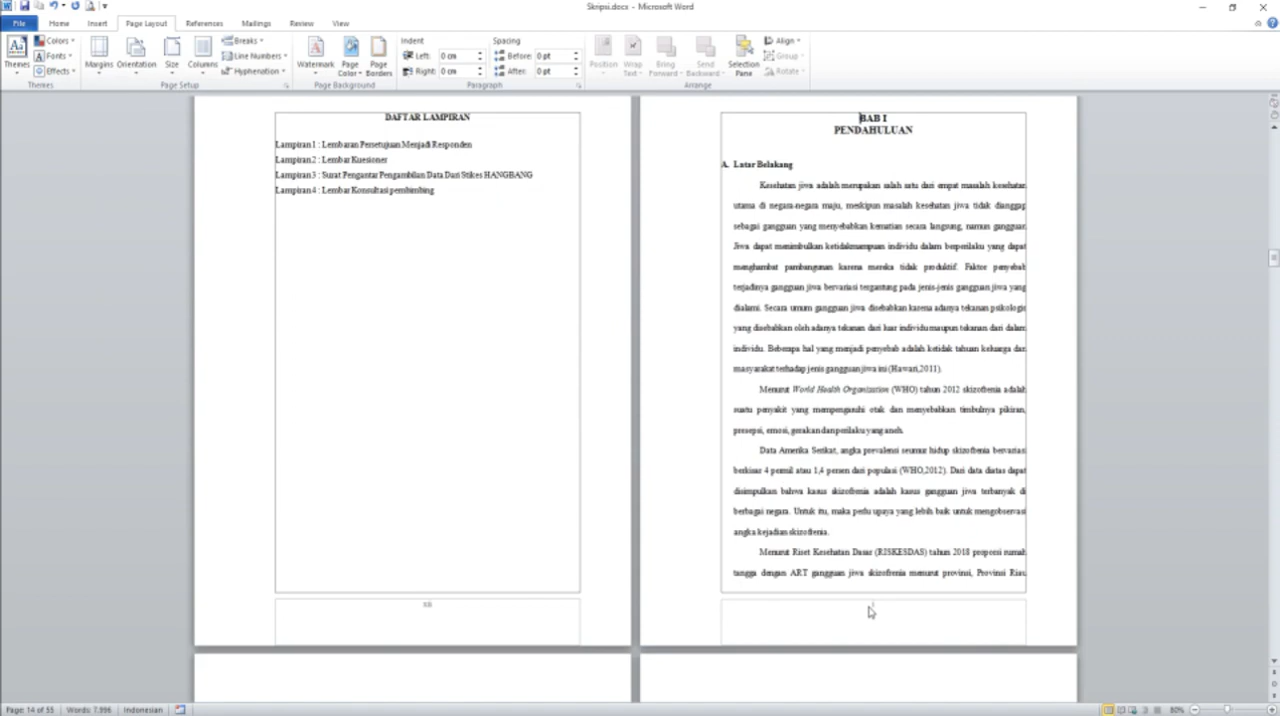 Skripsi.docx - Microsoft Word
File Home Insert Page Layout References Mailings Review View
Themes
Colors
Fonts
Effects
Themes
Margins
Orientation
Size
Columns
Breaks
Line Numbers
Hyphenation
Page Setup
Watermark
Page Color
Page Borders
Page Background
Indent
Left: 0 cm
Right: 0 cm
Spacing
Before: 0 pt
After: 0 pt
Paragraph
Position
Wrap Text
Bring Forward
Send Backward
Selection Pane
Align
Group
Rotate
Arrange
DAFTAR LAMPIRAN
Lampiran 1 : Lembaran Persetujuan Menjadi Responden
Lampiran 2 : Lembar Kuesioner
Lampiran 3 : Surat Pengantar Pengambilan Data Dari Stikes HANGBANG
Lampiran 4 : Lembar Konsultasi pembimbing
BAB I
PENDAHULUAN
A. Latar Belakang
Kesehatan jiwa adalah merupakan salah satu dari empat masalah kesehatan
utama di negara-negara maju, meskipun masalah kesehatan jiwa tidak dianggap
sebagai gangguan yang menyebabkan kematian secara langsung, namun gangguan
Jiwa dapat menimbulkan ketidakmampuan individu dalam berperilaku yang dapat
menghambat pambangunan karena mereka tidak produktif. Faktor penyebab
terjadinya gangguan jiwa bervariasi tergantung pada jenis-jenis gangguan jiwa yang
dialami. Secara umum gangguan jiwa disebabkan karena adanya tekanan psikologis
yang disebabkan oleh adanya tekanan dari luar individu maupun tekanan dari dalam
individu. Beberapa hal yang menjadi penyebab adalah ketidak tahuan keluarga dan
masyarakat terhadap jenis gangguan jiwa ini (Hawari,2011).
Menurut World Health Organization (WHO) tahun 2012 skizofrenia adalah
suatu penyakit yang mempengaruhi otak dan menyebabkan timbulnya pikiran,
presepsi, emosi, gerakan dan perilaku yang aneh.
Data Amerika Serikat, angka prevalensi seumur hidup skizofrenia bervariasi
berkisar 4 permil atau 1,4 persen dari populasi (WHO,2012). Dari data diatas dapat
disimpulkan bahwa kasus skizofrenia adalah kasus gangguan jiwa terbanyak di
berbagai negara. Untuk itu, maka perlu upaya yang lebih baik untuk mengobservasi
angka kejadian skizofrenia.
Menurut Riset Kesehatan Dasar (RISKESDAS) tahun 2018 proporsi rumah
tangga dengan ART gangguan jiwa skizofrenia menurut provinsi, Provinsi Riau,
Page: 14 of 55 Words: 7,996 Indonesian
80%